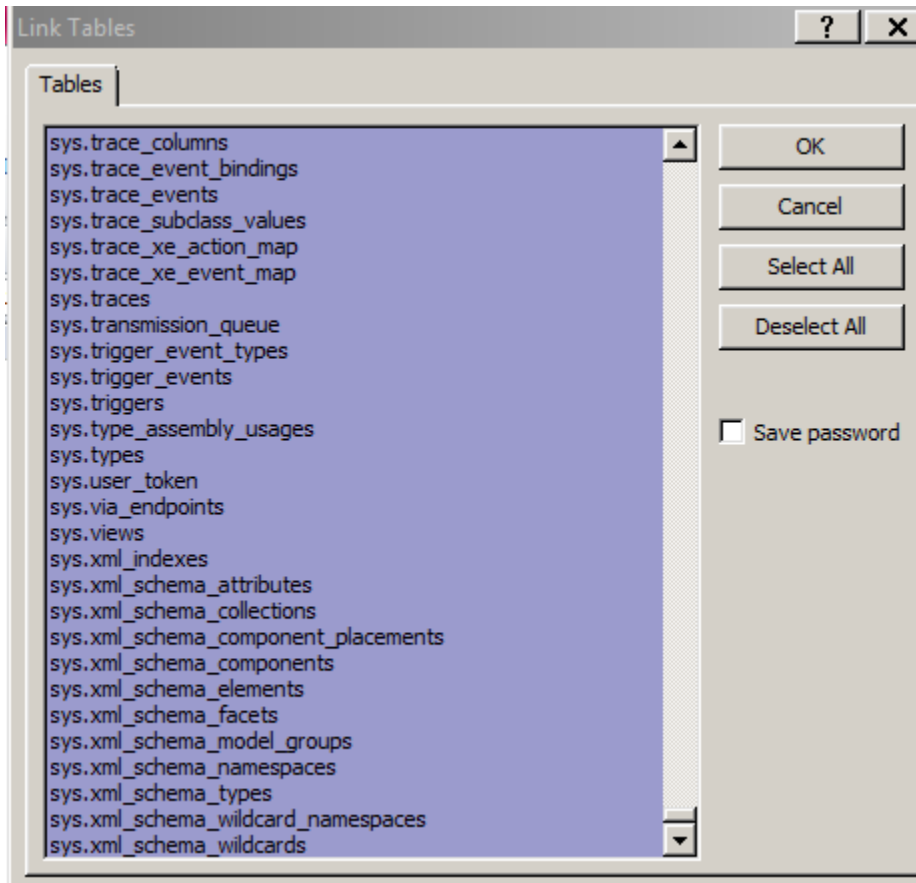 Link Tables
?
Tables
sys.trace_columns
sys.trace_event_bindings
sys.trace_events
sys.trace_subclass_values
sys.trace_xe_action_map
sys.trace_xe_event_map
sys.traces
sys.transmission_queue
sys.trigger_event_types
sys.trigger_events
sys.triggers
sys.type_assembly_usages
sys.types
sys.user_token
sys.via_endpoints
sys.views
sys.xml_indexes
sys.xml_schema_attributes
sys.xml_schema_collections
sys.xml_schema_component_placements
sys.xml_schema_components
sys.xml_schema_elements
sys.xml_schema_facets
sys.xml_schema_model_groups
sys.xml_schema_namespaces
sys.xml_schema_types
sys.xml_schema_wildcard_namespaces
sys.xml_schema_wildcards
OK
Cancel
Select All
Deselect All
Save password